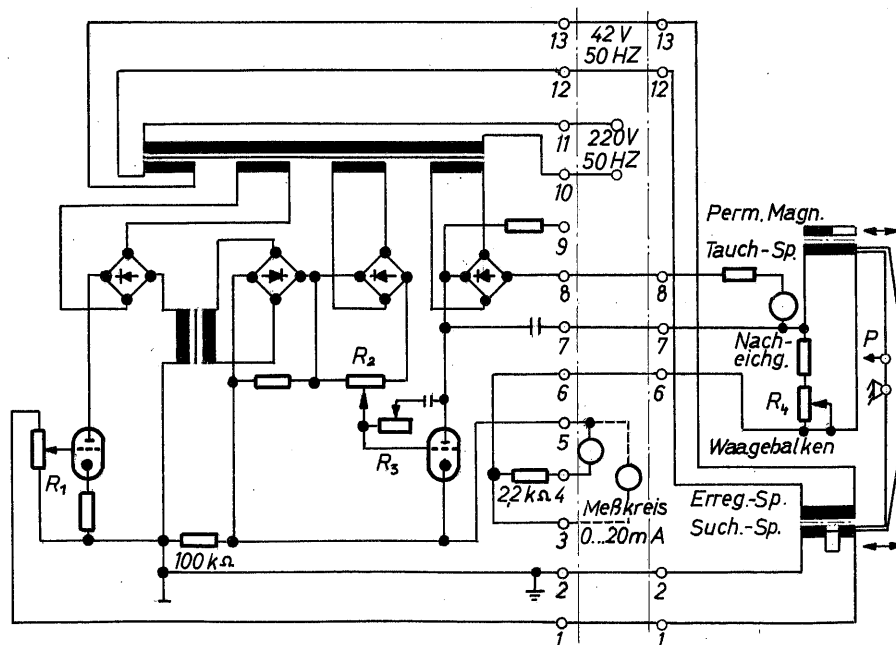 13
42 V
50 HZ
13
12
12
11
220V
50 HZ
10
9
Perm. Magn.
Tauch-Sp.
8
8
7
7
Nach-
eichg.
P
6
6
R4
R2
R3
5
Waagebalken
R1
2,2 kΩ
4
Meßkreis
0...20mA
3
Erreg.-Sp.
Such.-Sp.
100 kΩ
2
2
1
1